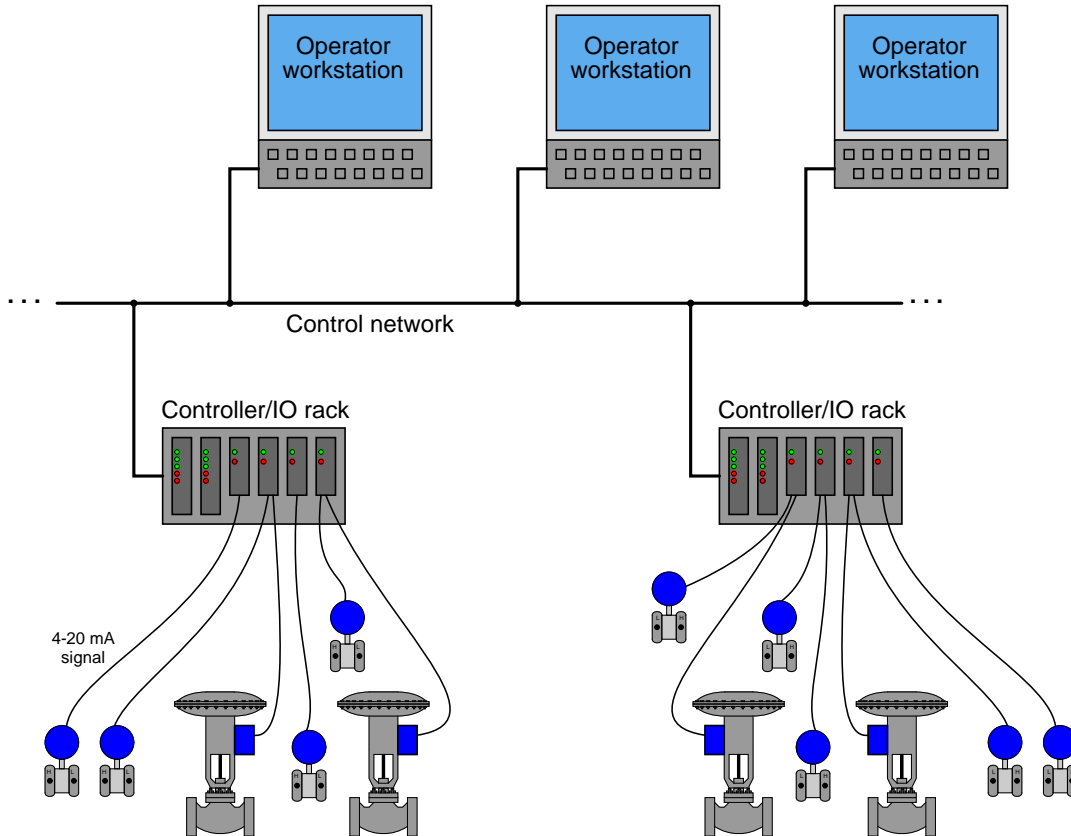 Operator
workstation
Operator
workstation
Operator
workstation
. . .
. . .
Control network
Controller/IO rack
Controller/IO rack
4-20 mA
signal
L H
H L
L H
H L
H L
H L
L H
L H
L H